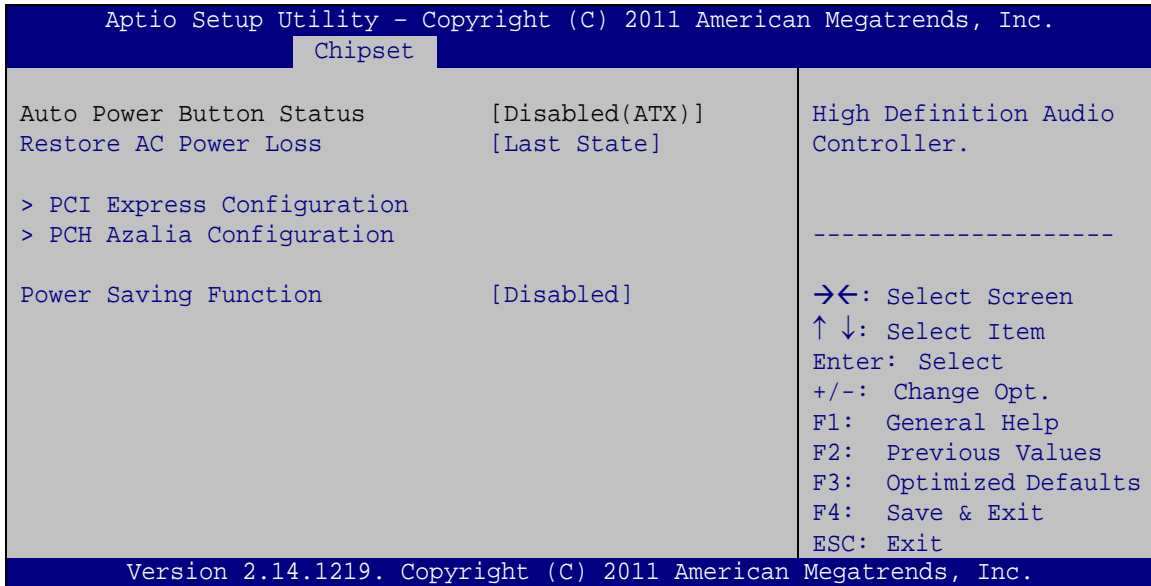 Aptio Setup Utility – Copyright (C) 2011 American Megatrends, Inc.
Chipset
Auto Power Button Status [Disabled(ATX)]
Restore AC Power Loss [Last State]
> PCI Express Configuration
> PCH Azalia Configuration
Power Saving Function [Disabled]
High Definition Audio
Controller.
---------------------
→←: Select Screen
↑ ↓: Select Item
Enter: Select
+/-: Change Opt.
F1: General Help
F2: Previous Values
F3: Optimized Defaults
F4: Save & Exit
ESC: Exit
Version 2.14.1219. Copyright (C) 2011 American Megatrends, Inc.